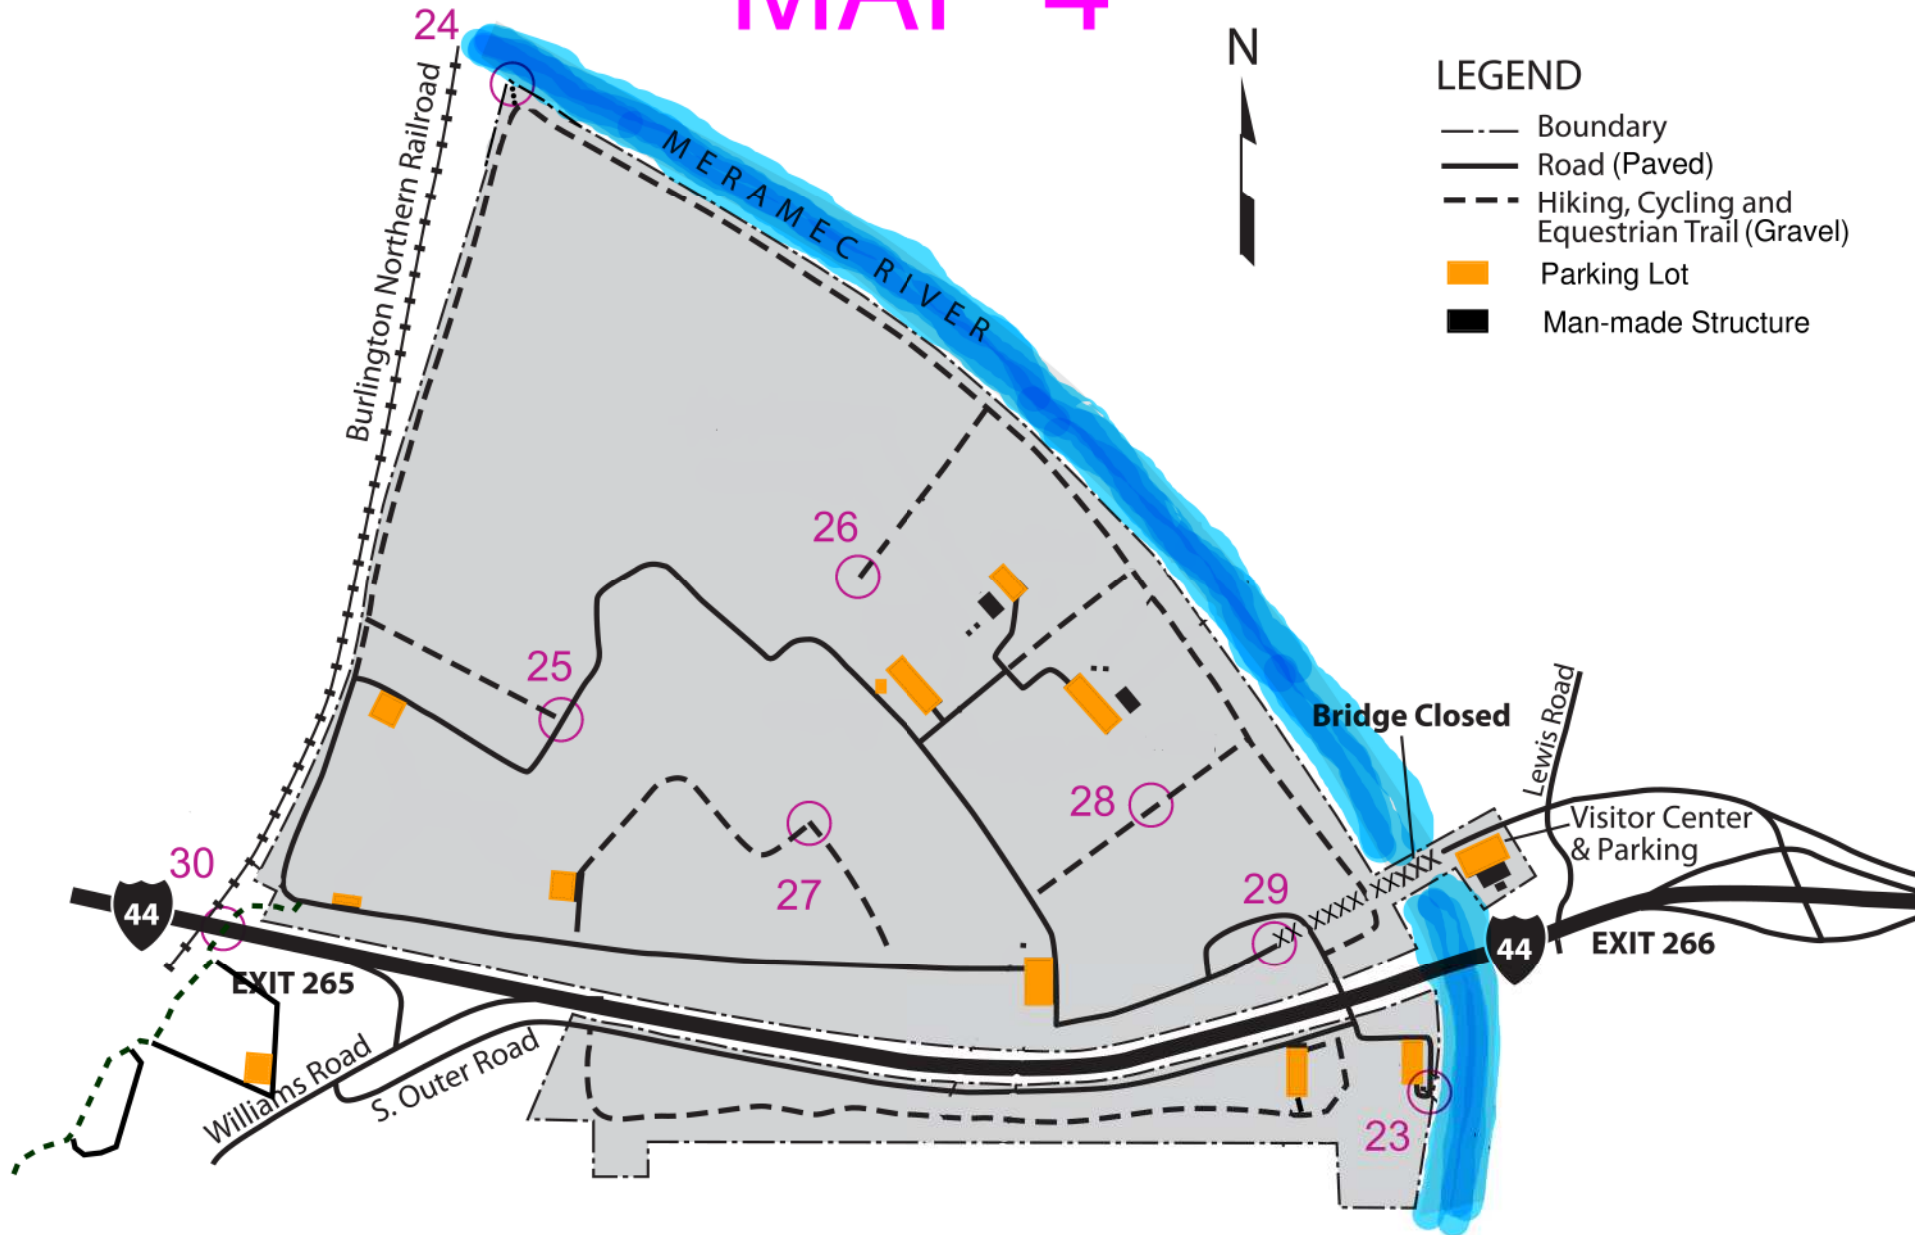 MAP 4
24
N
LEGEND
Boundary
Road (Paved)
Hiking, Cycling and
Equestrian Trail (Gravel)
Parking Lot
Man-made Structure
Burlington Northern Railroad
MERAMEC RIVER
26
25
Bridge Closed
Lewis Road
28
Visitor Center
& Parking
30
27
29
44
44
EXIT 266
EXIT 265
Williams Road
S. Outer Road
23